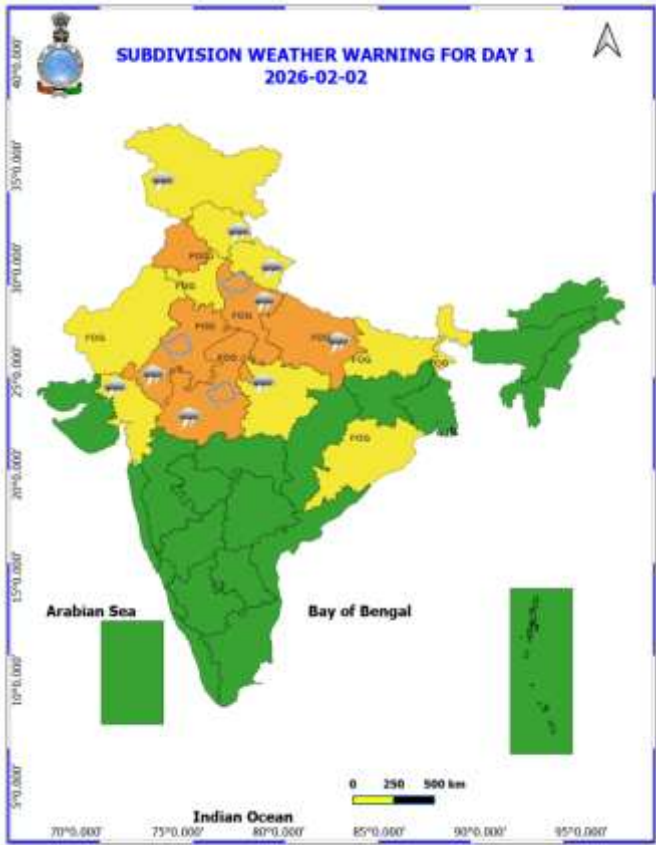 SUBDIVISION WEATHER WARNING FOR DAY 1
2026-02-02
40°0.000'
35°0.000'
30°0.000'
25°0.000'
20°0.000'
15°0.000'
10°0.000'
5°0.000'
FOG
FOG
FOG
FOG
FOG
FOG
FOG
FOG
FOG
FOG
Arabian Sea
Bay of Bengal
0 250 500 km
Indian Ocean
70°0.000' 75°0.000' 80°0.000' 85°0.000' 90°0.000' 95°0.000'